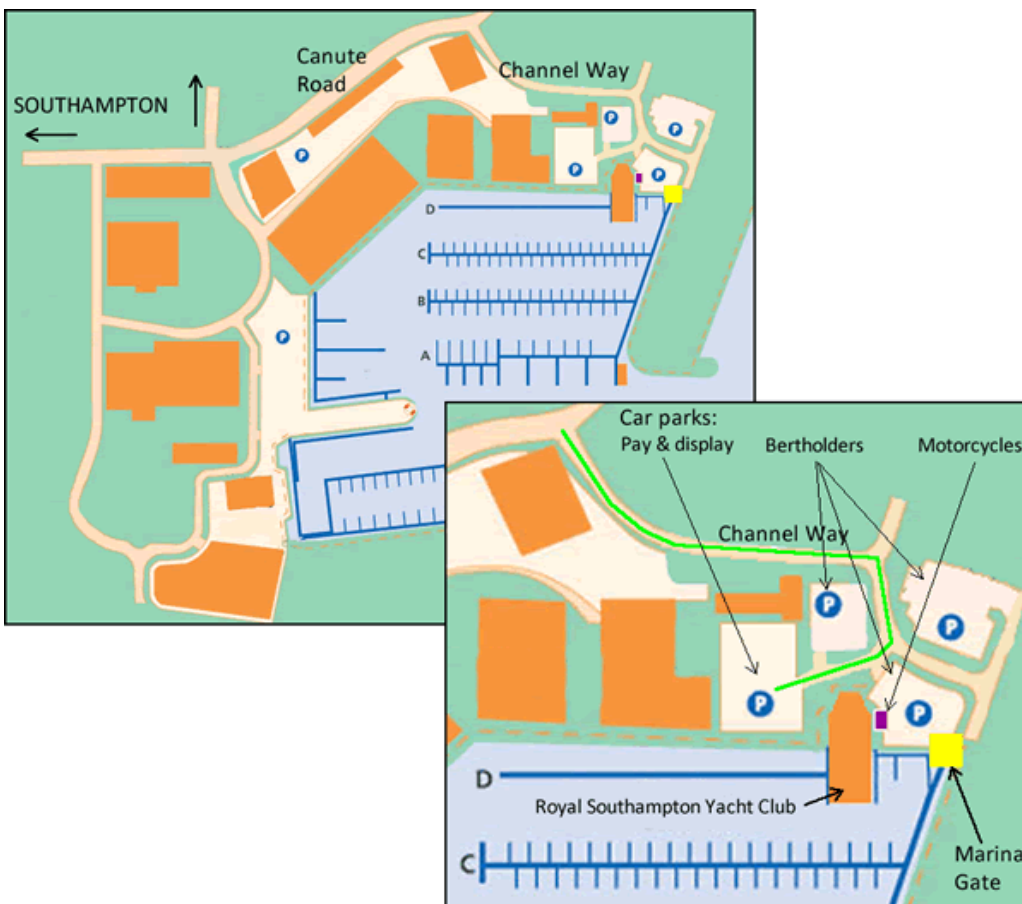 Canute
Road
Channel Way
SOUTHAMPTON
P
P
P
P
P
D
C
B
P
A
Car parks:
Pay & display
Bertholders
Motorcycles
Channel Way
P
P
P
P
D
Royal Southampton Yacht Club
C
Marina
Gate